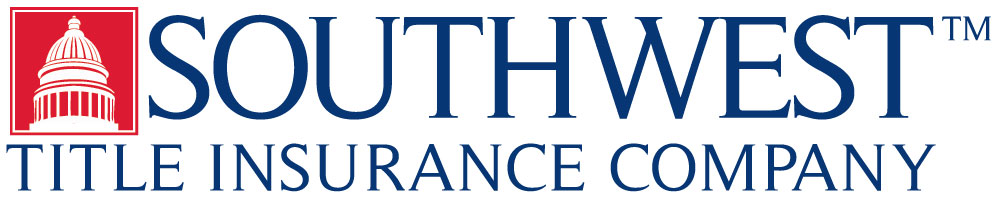 SOUTHWEST™
TITLE INSURANCE COMPANY